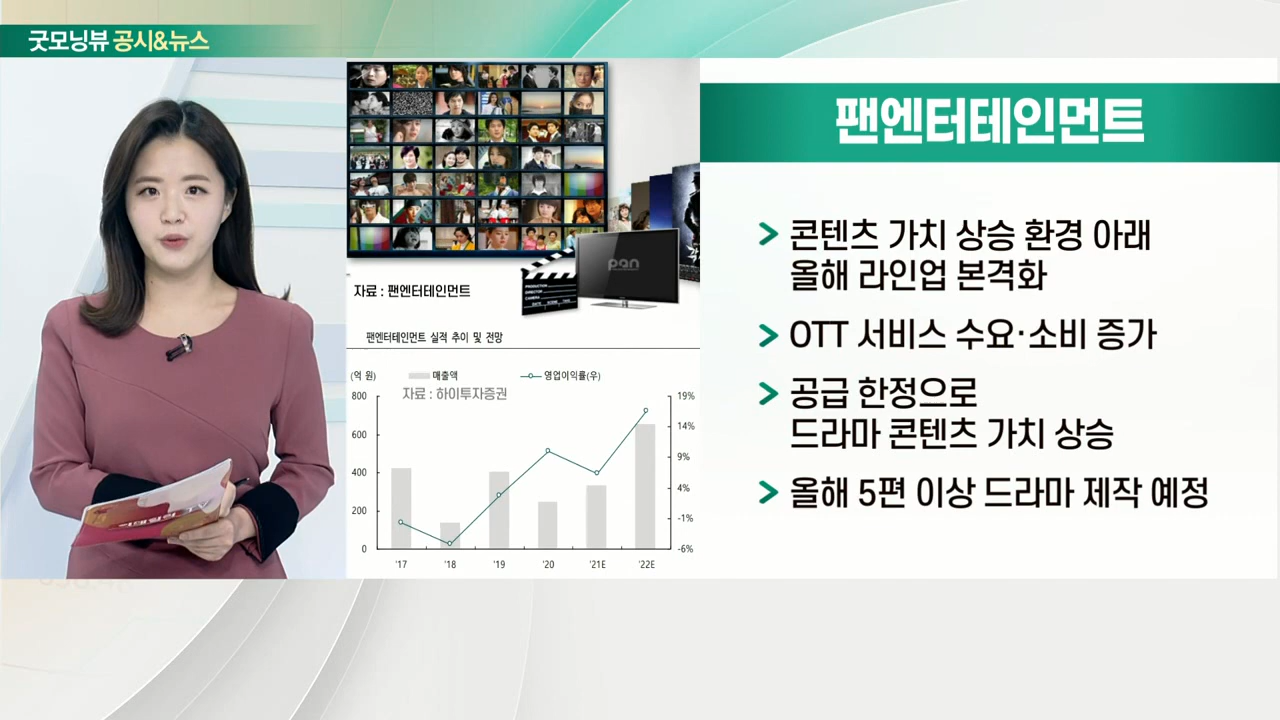 굿모닝뷰 공시&뉴스
팬엔터테인먼트
콘텐츠 가치 상승 환경 아래
올해 라인업 본격화
OTT 서비스 수요·소비 증가
공급 한정으로
드라마 콘텐츠 가치 상승
올해 5편 이상 드라마 제작 예정
pan
PRODUCTION
DIRECTOR
CAMERA
DATE SCENE TAKE
자료 : 팬엔터테인먼트
팬엔터테인먼트 실적 추이 및 전망
(억 원) 매출액 영업이익률(우)
자료 : 하이투자증권
800 19%
14%
600
9%
400 4%
200 -1%
0 -6%
'17 '18 '19 '20 '21E '22E